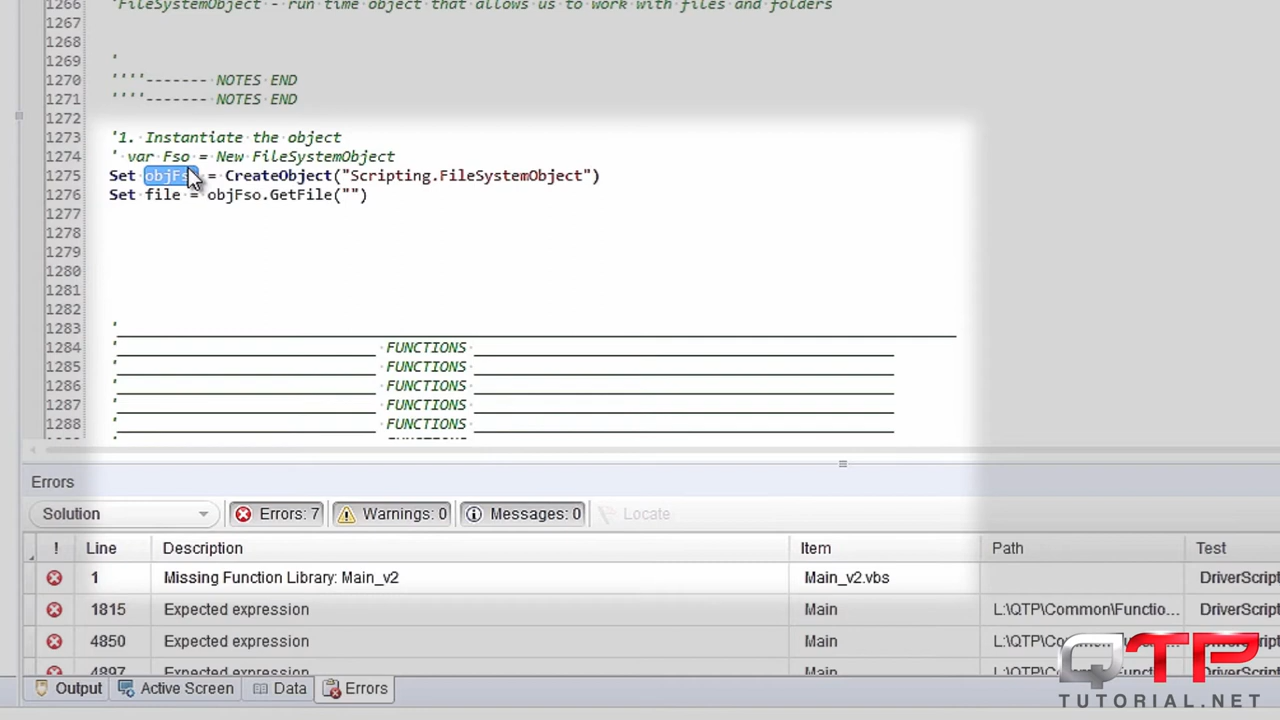 1266 'FileSystemObject - run time object that allows us to work with files and folders
1267
1268
1269 '
1270 ''''------- NOTES END
1271 ''''------- NOTES END
1272
1273 '1. Instantiate the object
1274 ' var Fso = New FileSystemObject
1275 Set objFso = CreateObject("Scripting.FileSystemObject")
1276 Set file = objFso.GetFile("")
1277
1278
1279
1280
1281
1282
1283 '
1284 ' FUNCTIONS
1285 ' FUNCTIONS
1286 ' FUNCTIONS
1287 ' FUNCTIONS
1288 ' FUNCTIONS
Errors
Solution Errors: 7 Warnings: 0 Messages: 0 Locate
! Line Description Item Path Test
1 Missing Function Library: Main_v2 Main_v2.vbs DriverScript
1815 Expected expression Main L:\QTP\Common\Functio... DriverScript
4850 Expected expression Main
4897 Expected expression Main
Output Active Screen Data Errors
QTP
TUTORIAL.NET